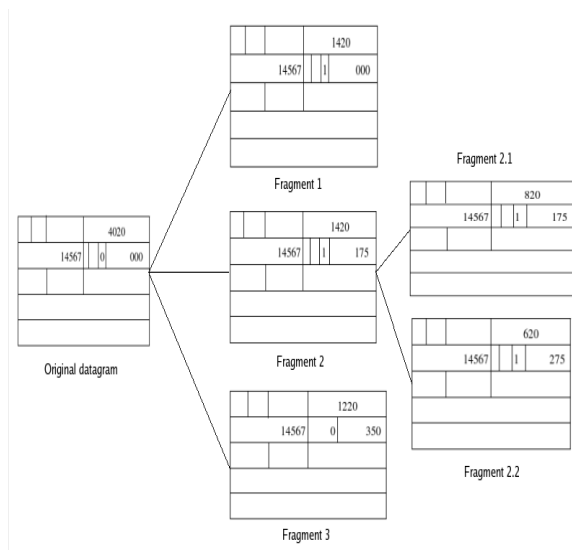 1420
14567 1 000
Fragment 1
Fragment 2.1
820
14567 1 175
4020
14567 0 000
Original datagram
1420
14567 1 175
Fragment 2
620
14567 1 275
Fragment 2.2
1220
14567 0 350
Fragment 3